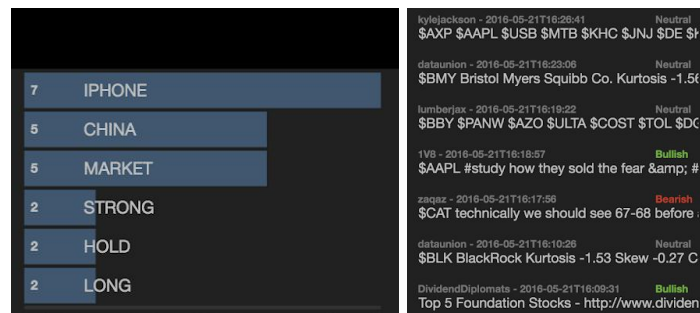 7 IPHONE
5 CHINA
5 MARKET
2 STRONG
2 HOLD
2 LONG
kylejackson - 2016-05-21T16:26:41 Neutral
$AXP $AAPL $USB $MTB $KHC $JNJ $DE
dataunion - 2016-05-21T16:23:06 Neutral
$BMY Bristol Myers Squibb Co. Kurtosis -1.56
lumberjax - 2016-05-21T16:19:22 Neutral
$BBY $PANW $AZO $ULTA $COST $TOL $DG
1V8 - 2016-05-21T16:18:57 Bullish
$AAPL #study how they sold the fear &amp; #
zaqaz - 2016-05-21T16:17:56 Bearish
$CAT technically we should see 67-68 before
dataunion - 2016-05-21T16:10:26 Neutral
$BLK BlackRock Kurtosis -1.53 Skew -0.27 C
DividendDiplomats - 2016-05-21T16:09:31 Bullish
Top 5 Foundation Stocks - http://www.dividen